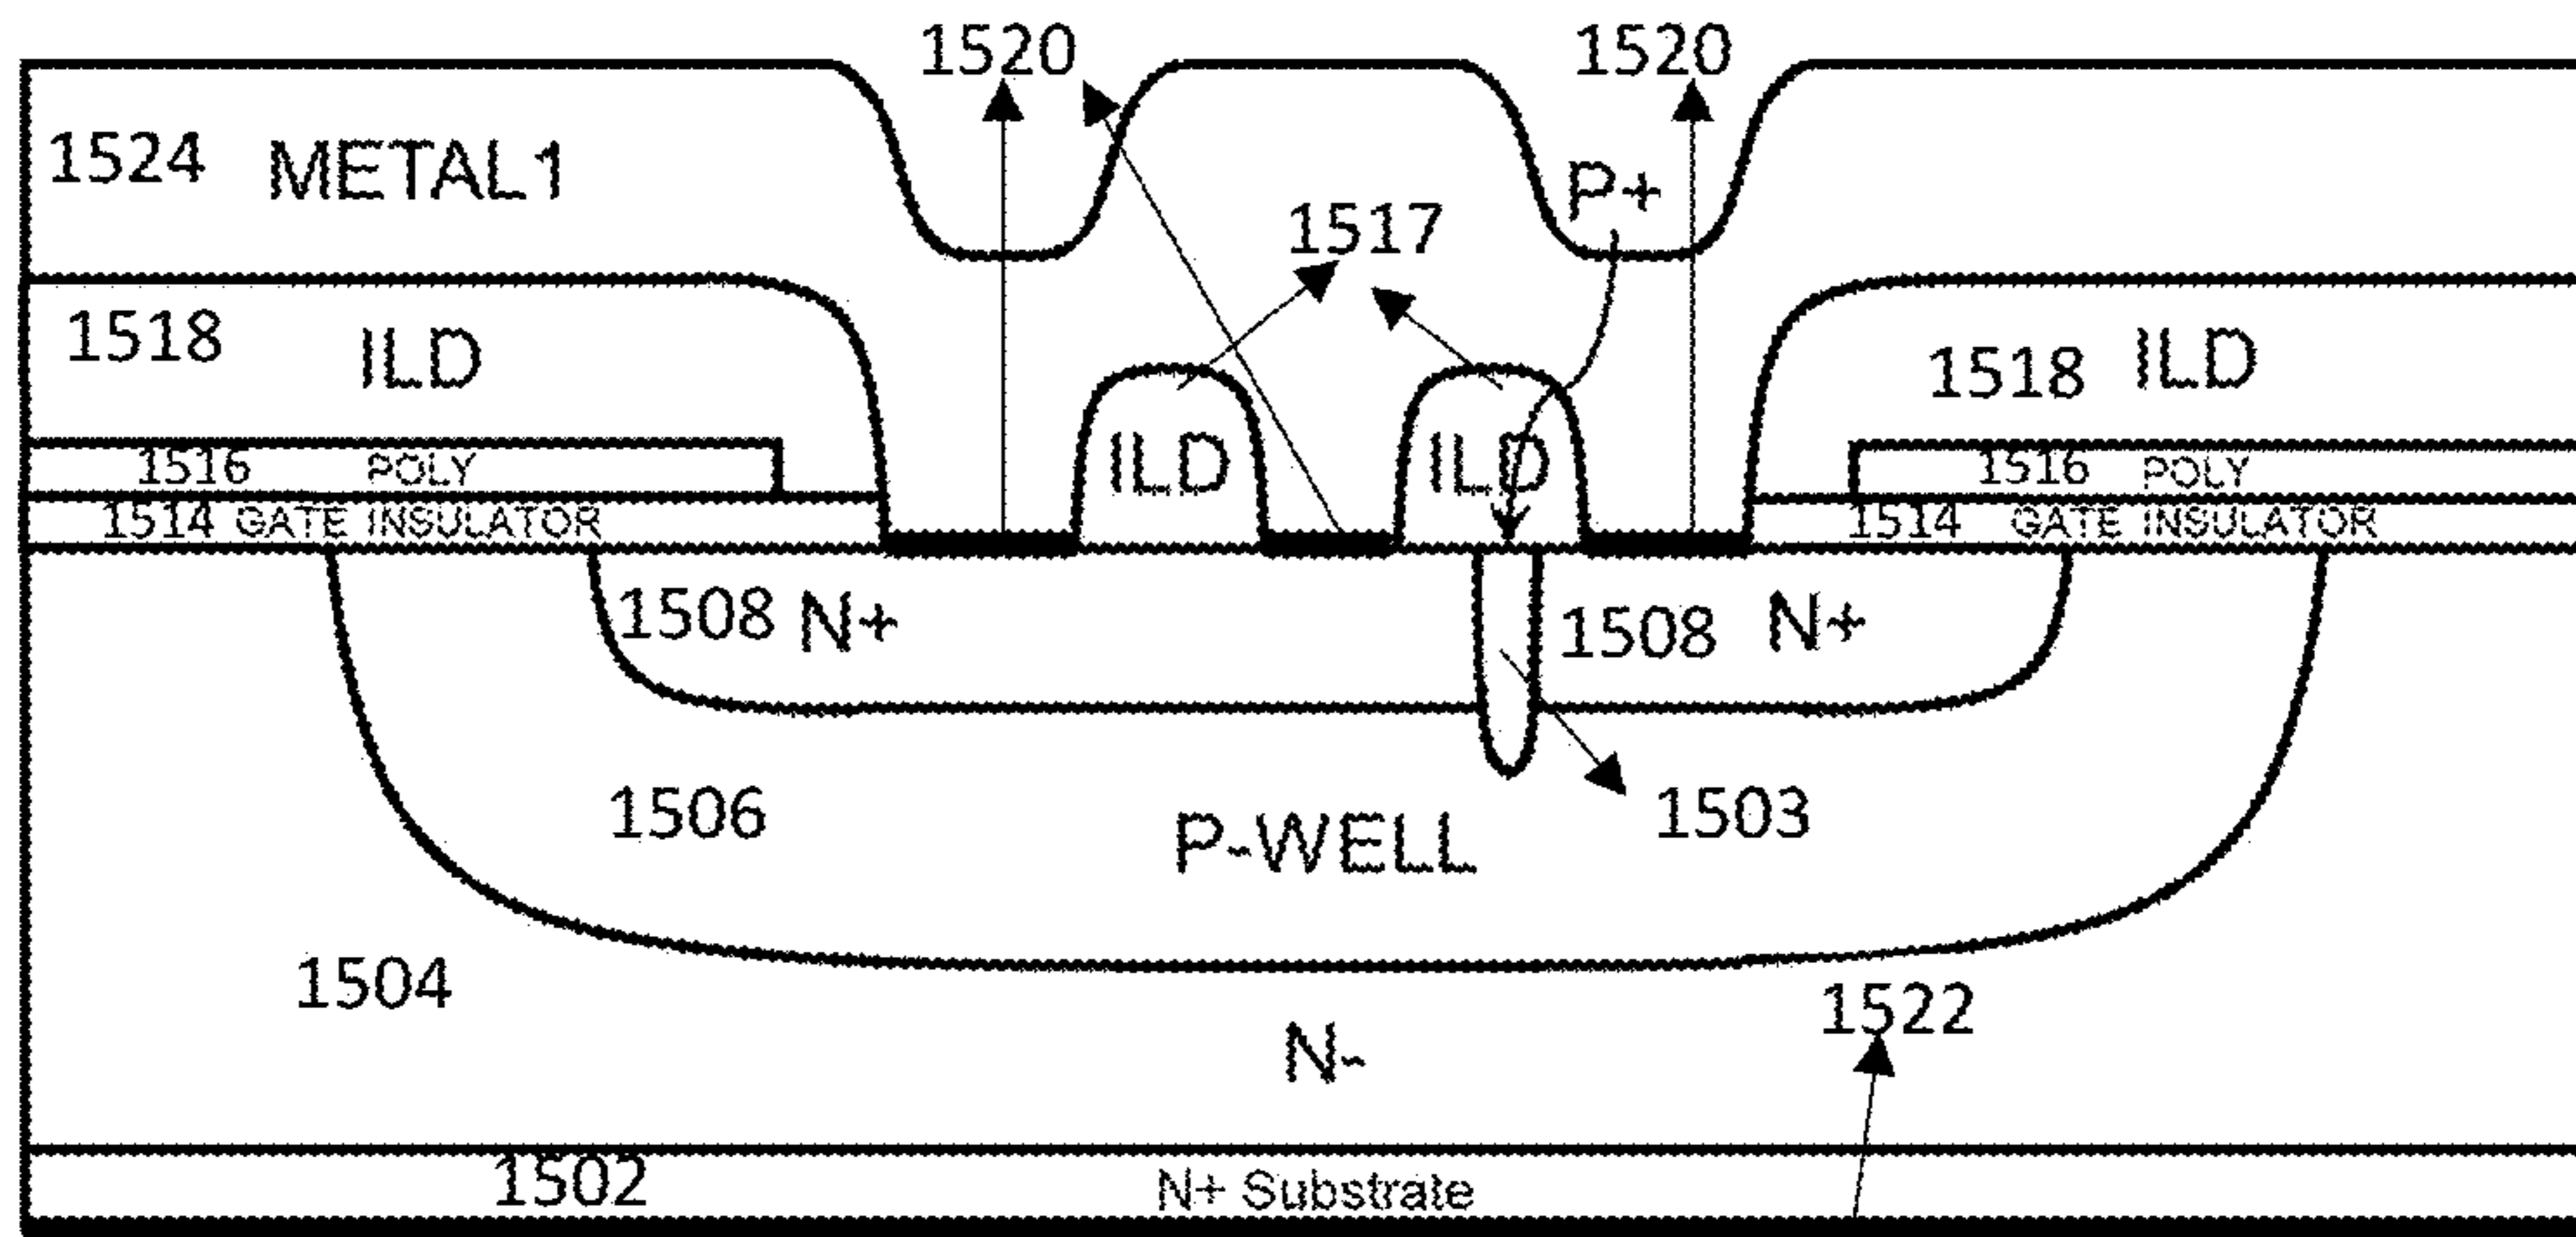 1520 1520
1524 METAL1
P+
1517
1518 ILD
1518 ILD
ILD ILD
1516 POLY
1516 POLY
1514 GATE INSULATOR
1514 GATE INSULATOR
1508 N+
1508 N+
1506
1503
P-WELL
1504
1522
N-
1502
N+ Substrate